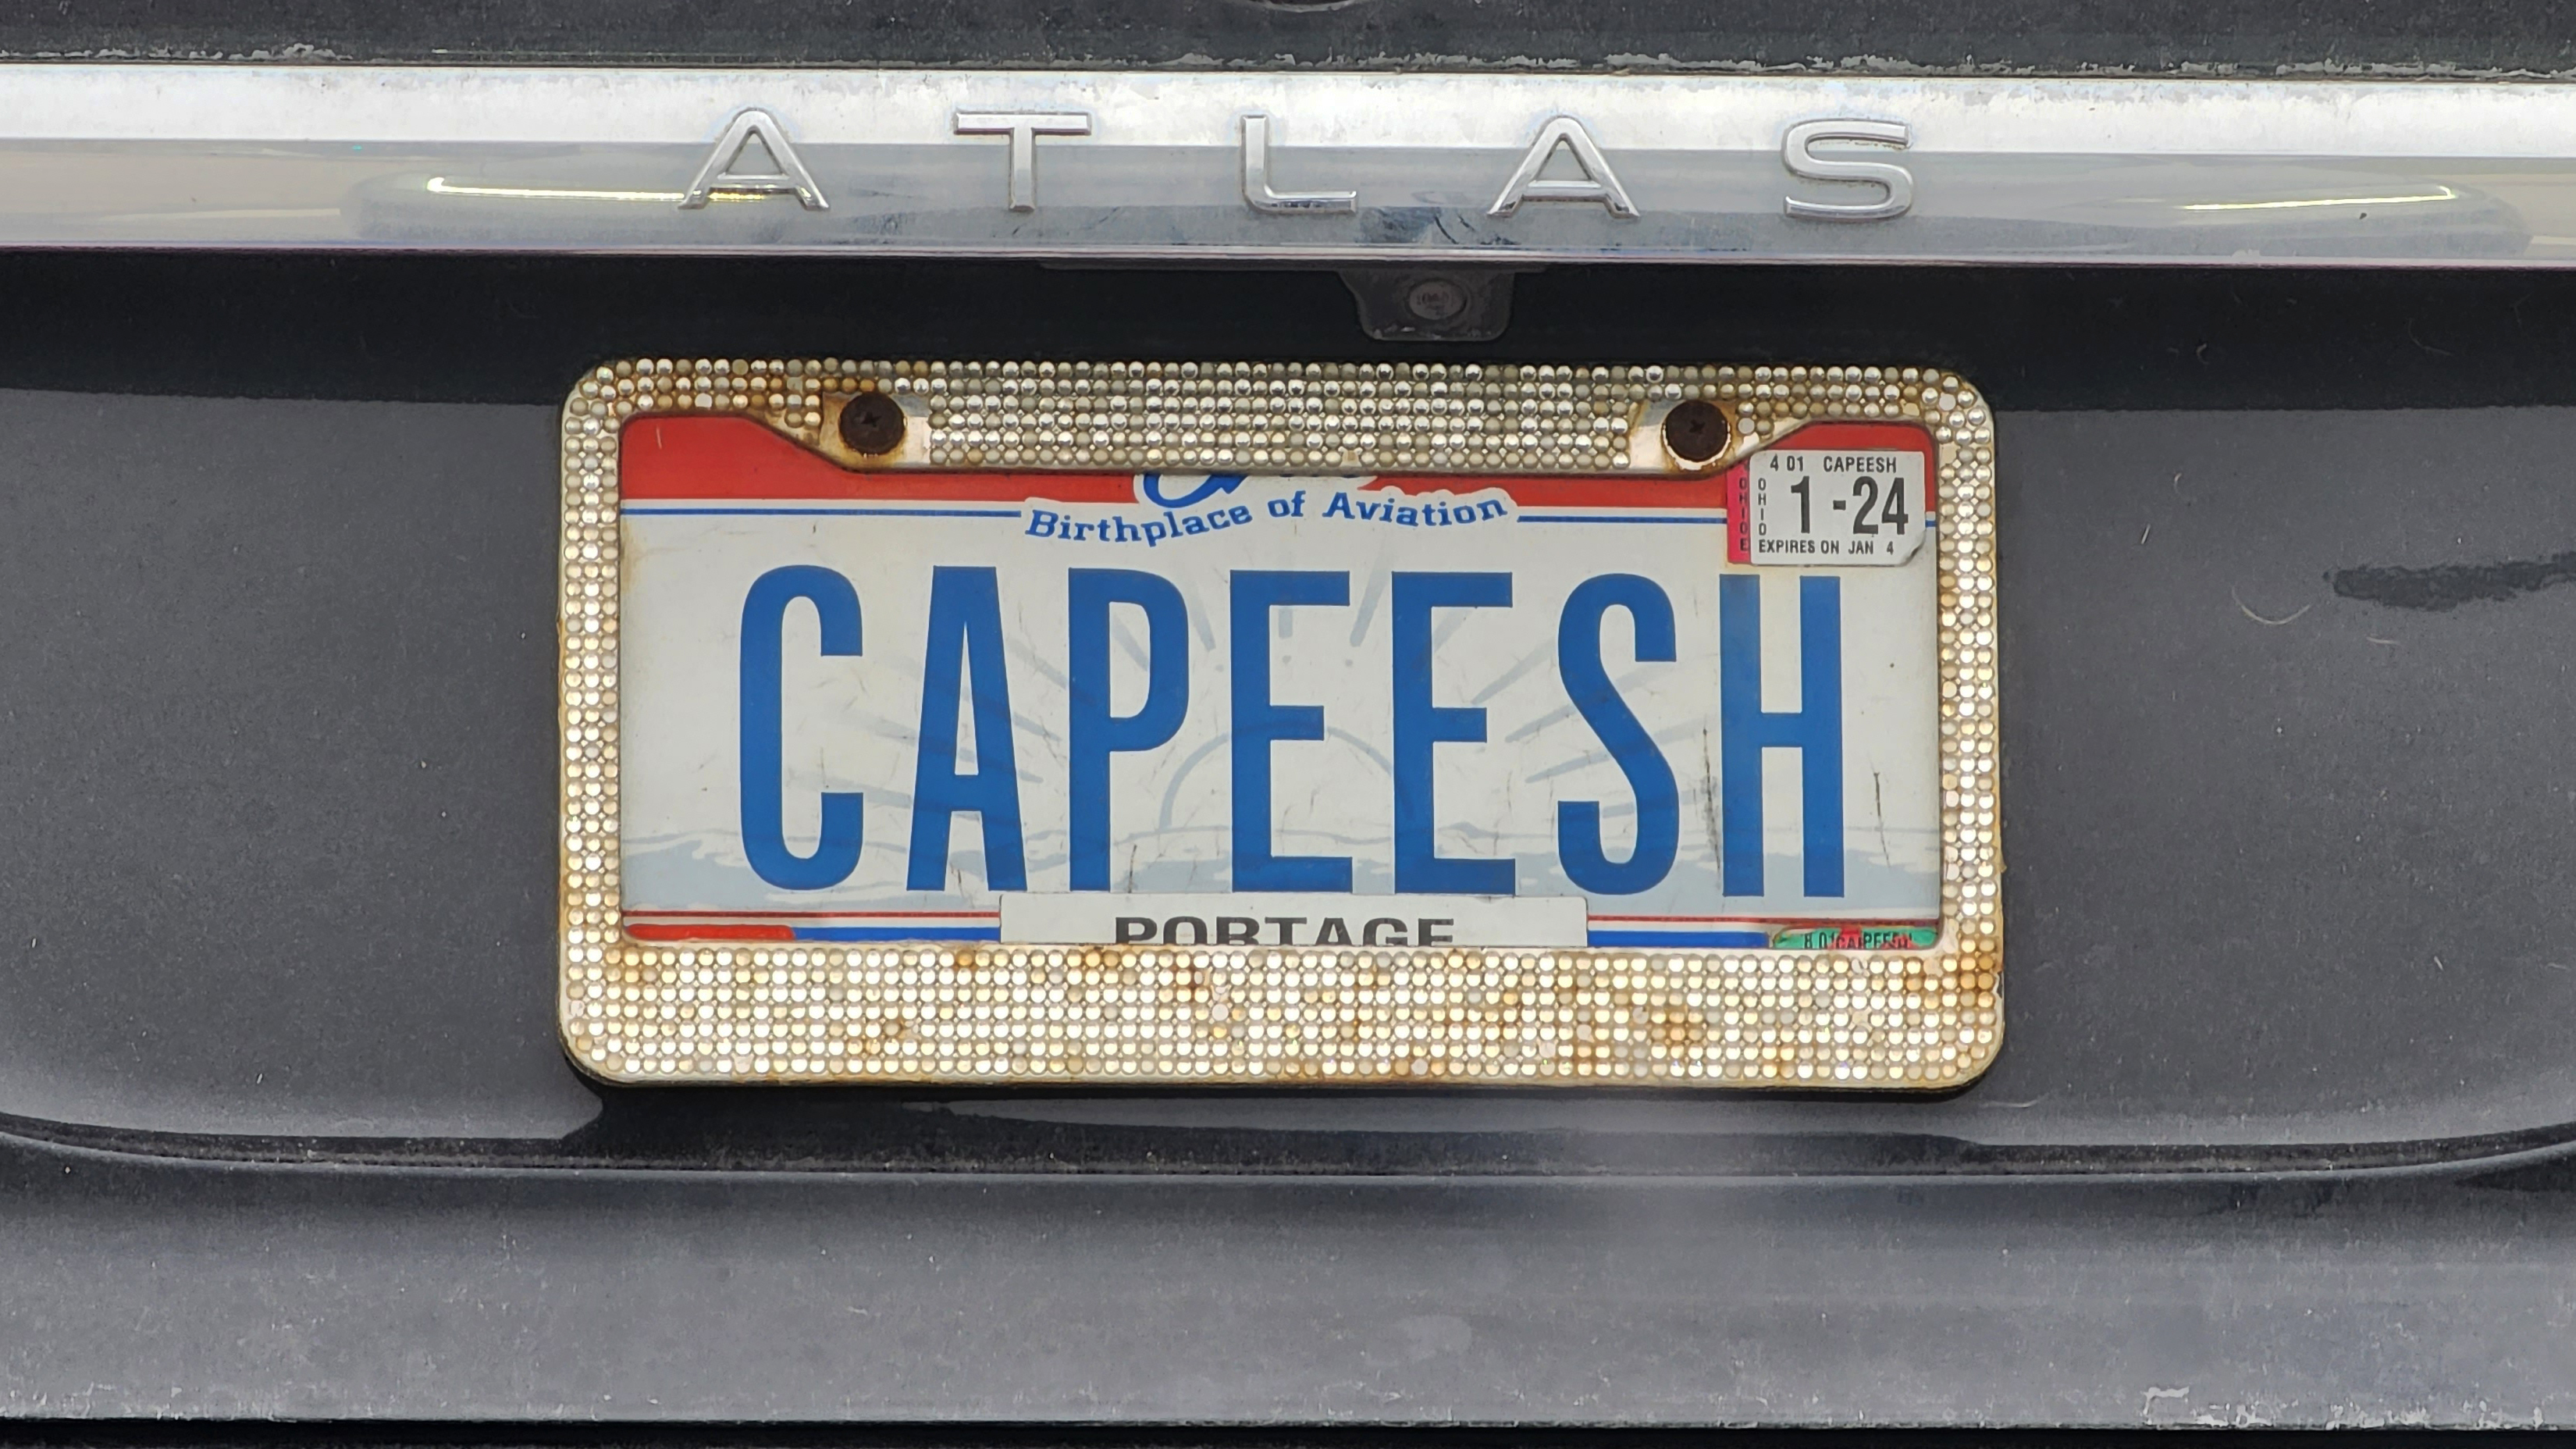 ATLAS
Birthplace of Aviation
4 01 CAPEESH
OHIO
1-24
EXPIRES ON JAN 4
CAPEESH
PORTAGE